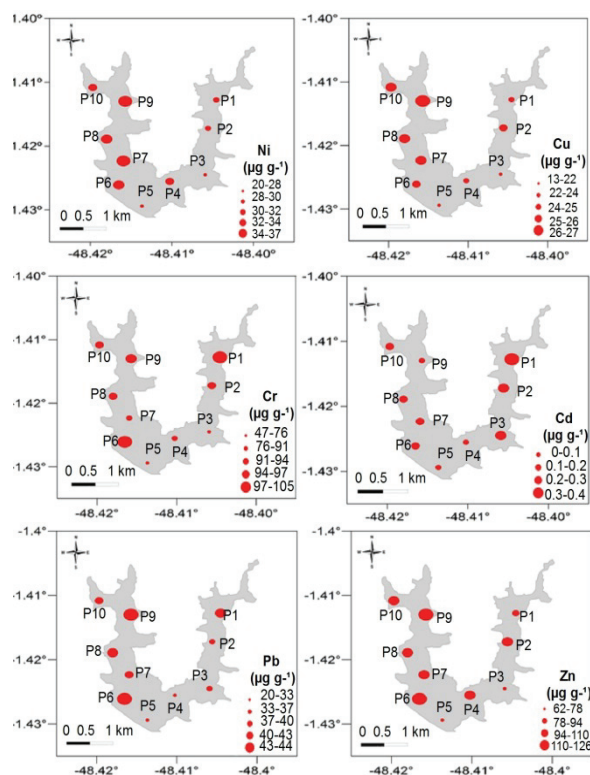 1.40°
-1.40°
P10
P9
P1
P10
P9
P1
1.41°
-1.41°
P8
P2
P8
P2
1.42°
-1.42°
P7
P3
Ni
P7
P3
Cu
P6
P5
P4
(µg g-¹)
P6
P5
P4
(µg g-¹)
20-28
13-22
28-30
22-24
1.43°
30-32
-1.43°
24-25
0 0.5 1 km
32-34
0 0.5 1 km
25-26
34-37
26-27
-48.42° -48.41° -48.40°
-48.42° -48.41° -48.40°
1.40°
-1.40°
1.41°
-1.41°
P10
P9
P1
P10
P9
P1
P8
P2
P8
P2
1.42°
Cr
-1.42°
Cd
P7
P3
(µg g-¹)
P7
P3
(µg g-¹)
P6
P5
P4
47-76
P6
P5
P4
0-0.1
76-91
0.1-0.2
1.43°
91-94
-1.43°
0.2-0.3
0 0.5 1 km
94-97
0 0.5 1 km
0.3-0.4
97-105
-48.42° -48.41° -48.40°
-48.42° -48.41° -48.40°
1.4°
-1.4°
1.41°
-1.41°
P10
P9
P1
P10
P9
P1
P8
P2
P8
P2
1.42°
Pb
-1.42°
Zn
P7
P3
(µg g-¹)
P7
P3
(µg g-¹)
P6
P5
P4
20-33
P6
P5
P4
62-78
33-37
78-94
1.43°
37-40
-1.43°
94-110
0 0.5 1 km
40-43
0 0.5 1 km
110-126
43-44
-48.42° -48.41° -48.40°
-48.42° -48.41° -48.40°